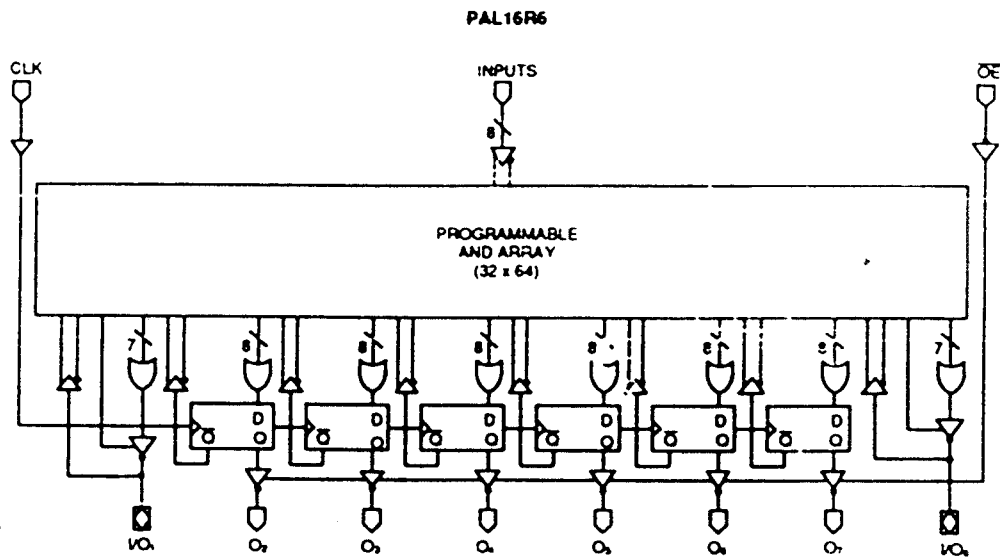 PAL16R6
CLK
INPUTS
OE
8
PROGRAMMABLE
AND ARRAY
(32 x 64)
7 8 8 8 8 8 8 7
D D D D D D
Q Q Q Q Q Q Q Q Q Q Q Q
I/O₁ O₂ O₃ O₄ O₅ O₆ O₇ I/O₈